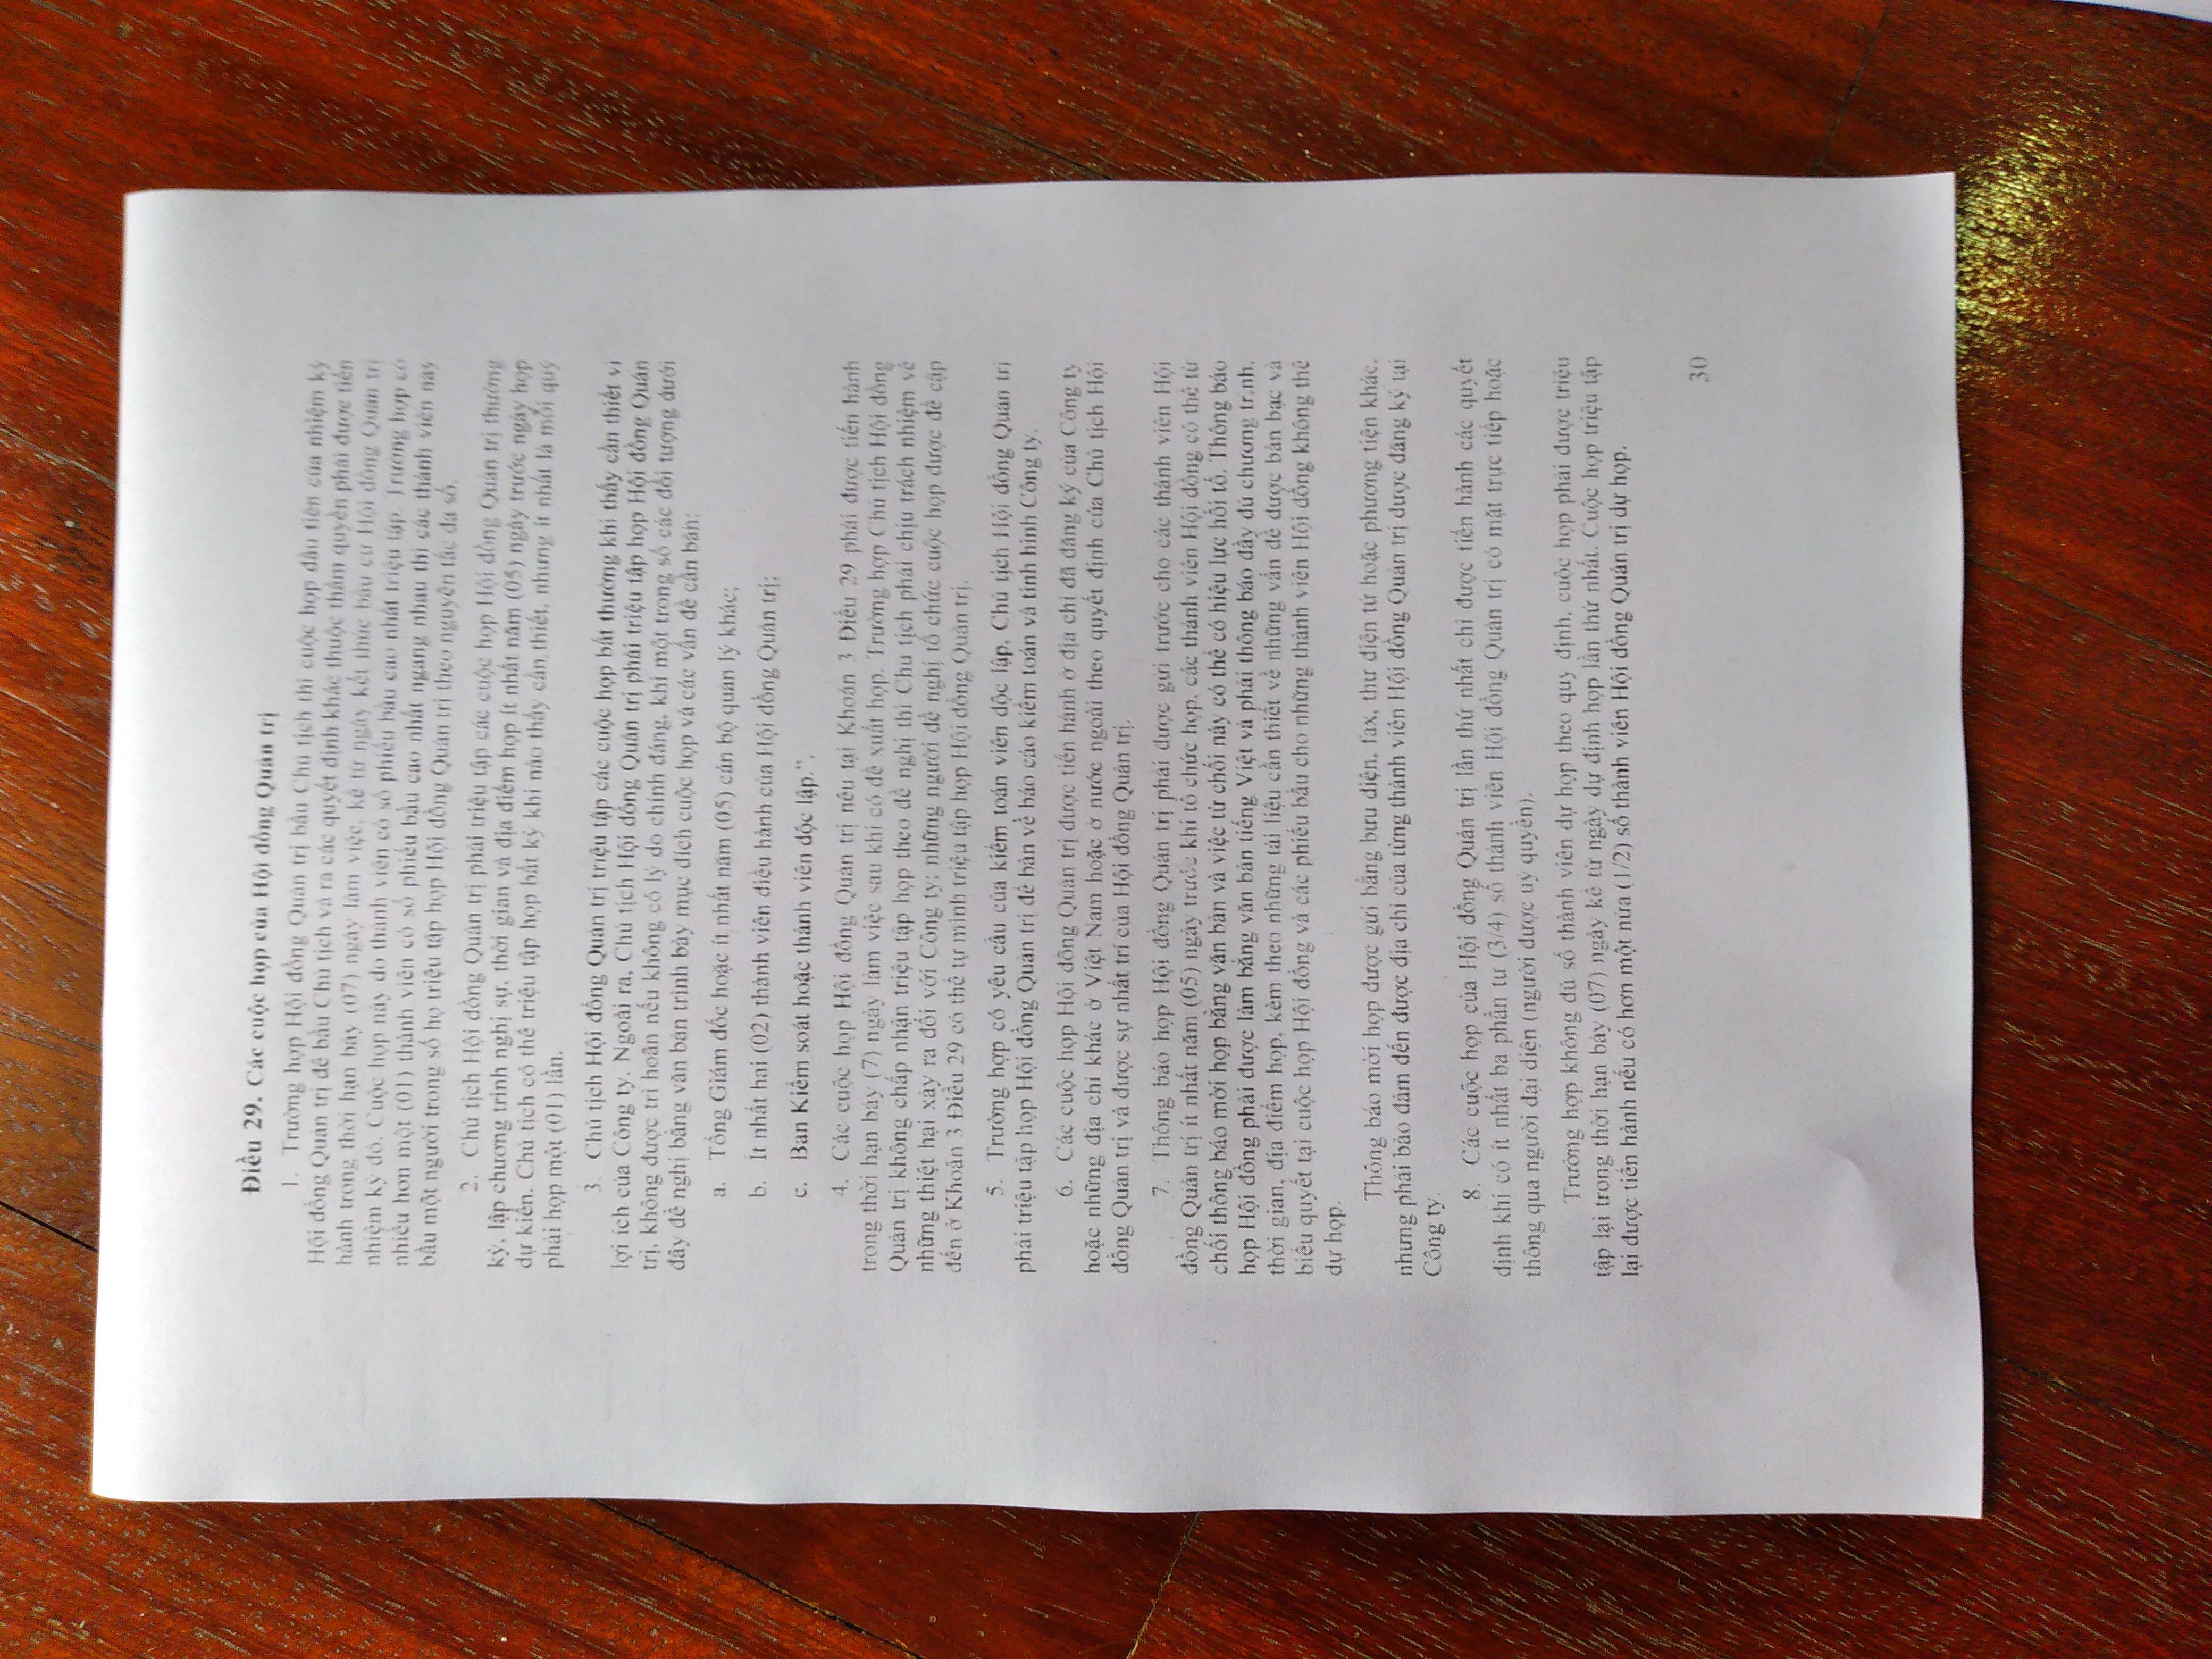 Điều 29. Các cuộc họp của Hội đồng Quản trị
1. Trường hợp Hội đồng Quản trị bầu Chủ tịch thì cuộc họp đầu tiên của nhiệm kỳ
Hội đồng Quản trị để bầu Chủ tịch và ra các quyết định khác thuộc thẩm quyền phải được tiến
hành trong thời hạn bảy (07) ngày làm việc, kể từ ngày kết thúc bầu cử Hội đồng Quản trị
nhiệm kỳ đó. Cuộc họp này do thành viên có số phiếu bầu cao nhất triệu tập. Trường hợp có
nhiều hơn một (01) thành viên có số phiếu bầu cao nhất ngang nhau thì các thành viên này
bầu một người trong số họ triệu tập họp Hội đồng Quản trị theo nguyên tắc đa số.
2. Chủ tịch Hội đồng Quản trị phải triệu tập các cuộc họp Hội đồng Quản trị thường
kỳ, lập chương trình nghị sự, thời gian và địa điểm họp ít nhất năm (05) ngày trước ngày họp
dự kiến. Chủ tịch có thể triệu tập họp bất kỳ khi nào thấy cần thiết, nhưng ít nhất là mỗi quý
phải họp một (01) lần.
3. Chủ tịch Hội đồng Quản trị triệu tập các cuộc họp bất thường khi thấy cần thiết vì
lợi ích của Công ty. Ngoài ra, Chủ tịch Hội đồng Quản trị phải triệu tập họp Hội đồng Quản
trị, không được trì hoãn nếu không có lý do chính đáng, khi một trong số các đối tượng dưới
đây đề nghị bằng văn bản trình bày mục đích cuộc họp và các vấn đề cần bàn:
a. Tổng Giám đốc hoặc ít nhất năm (05) cán bộ quản lý khác;
b. Ít nhất hai (02) thành viên điều hành của Hội đồng Quản trị;
c. Ban Kiểm soát hoặc thành viên độc lập.”.
4. Các cuộc họp Hội đồng Quản trị nêu tại Khoản 3 Điều 29 phải được tiến hành
trong thời hạn bảy (7) ngày làm việc sau khi có đề xuất họp. Trường hợp Chủ tịch Hội đồng
Quản trị không chấp nhận triệu tập họp theo đề nghị thì Chủ tịch phải chịu trách nhiệm về
những thiệt hại xảy ra đối với Công ty; những người đề nghị tổ chức cuộc họp được đề cập
đến ở Khoản 3 Điều 29 có thể tự mình triệu tập họp Hội đồng Quản trị.
5. Trường hợp có yêu cầu của kiểm toán viên độc lập, Chủ tịch Hội đồng Quản trị
phải triệu tập họp Hội đồng Quản trị để bàn về báo cáo kiểm toán và tình hình Công ty.
6. Các cuộc họp Hội đồng Quản trị được tiến hành ở địa chỉ đã đăng ký của Công ty
hoặc những địa chỉ khác ở Việt Nam hoặc ở nước ngoài theo quyết định của Chủ tịch Hội
đồng Quản trị và được sự nhất trí của Hội đồng Quản trị.
7. Thông báo họp Hội đồng Quản trị phải được gửi trước cho các thành viên Hội
đồng Quản trị ít nhất năm (05) ngày trước khi tổ chức họp, các thành viên Hội đồng có thể từ
chối thông báo mời họp bằng văn bản và việc từ chối này có thể có hiệu lực hồi tố. Thông báo
họp Hội đồng phải được làm bằng văn bản tiếng Việt và phải thông báo đầy đủ chương trình,
thời gian, địa điểm họp, kèm theo những tài liệu cần thiết về những vấn đề được bàn bạc và
biểu quyết tại cuộc họp Hội đồng và các phiếu bầu cho những thành viên Hội đồng không thể
dự họp.
Thông báo mời họp được gửi bằng bưu điện, fax, thư điện tử hoặc phương tiện khác,
nhưng phải bảo đảm đến được địa chỉ của từng thành viên Hội đồng Quản trị được đăng ký tại
Công ty.
8. Các cuộc họp của Hội đồng Quản trị lần thứ nhất chỉ được tiến hành các quyết
định khi có ít nhất ba phần tư (3/4) số thành viên Hội đồng Quản trị có mặt trực tiếp hoặc
thông qua người đại diện (người được uỷ quyền).
Trường hợp không đủ số thành viên dự họp theo quy định, cuộc họp phải được triệu
tập lại trong thời hạn bảy (07) ngày kể từ ngày dự định họp lần thứ nhất. Cuộc họp triệu tập
lại được tiến hành nếu có hơn một nửa (1/2) số thành viên Hội đồng Quản trị dự họp.
30